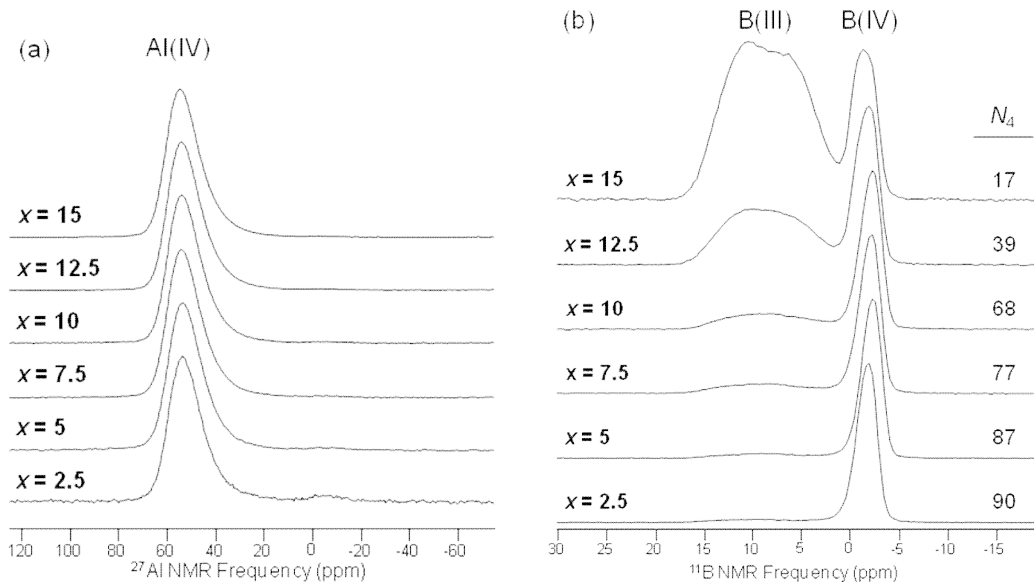 (a)
Al(IV)
x = 15
x = 12.5
x = 10
x = 7.5
x = 5
x = 2.5
120 100 80 60 40 20 0 -20 -40 -60
27Al NMR Frequency (ppm)
(b)
B(III) B(IV)
N4
x = 15 17
x = 12.5 39
x = 10 68
x = 7.5 77
x = 5 87
x = 2.5 90
30 25 20 15 10 5 0 -5 -10 -15
11B NMR Frequency (ppm)